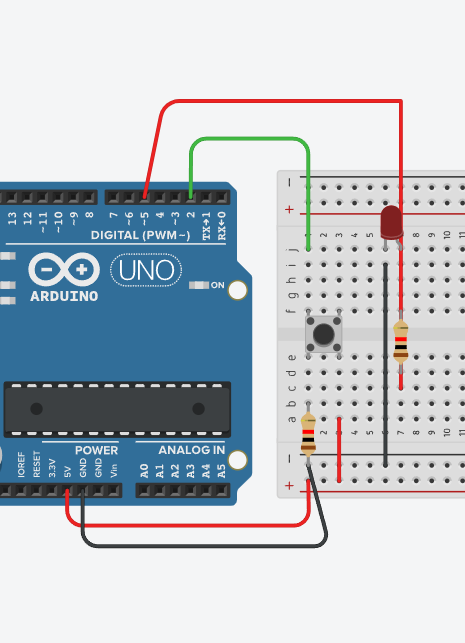 13 12 ~11 ~10 ~9 8 7 6 ~5 4 ~3 2 TX→1 RX←0
DIGITAL (PWM~)
UNO
ON
ARDUINO
POWER ANALOG IN
IOREF RESET 3.3V 5V GND GND Vin A0 A1 A2 A3 A4 A5
− +
1 2 3 4 5 6 7 8 9 10 11
j
i
h
g
f
e
d
c
b
a
1 2 3 4 5 6 7 8 9 10 11
− +